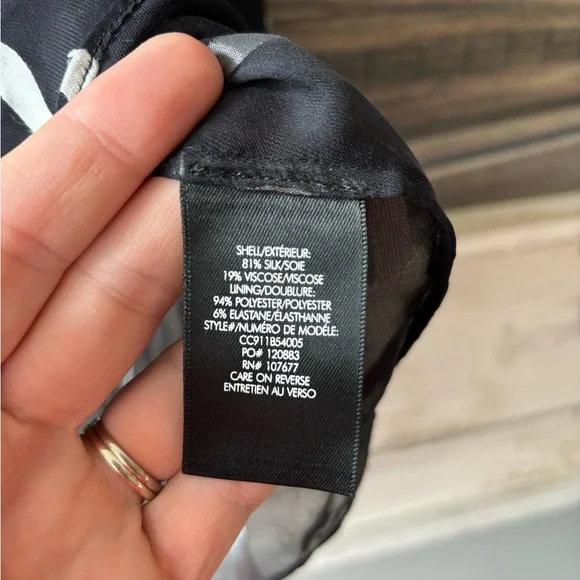 SHELL/EXTÉRIEUR:
81% SILK/SOIE
19% VISCOSE/VISCOSE
LINING/DOUBLURE:
94% POLYESTER/POLYESTER
6% ELASTANE/ÉLASTHANNE
STYLE#/NUMÉRO DE MODÈLE:
CC911B54005
PO# 120883
RN# 107677
CARE ON REVERSE
ENTRETIEN AU VERSO